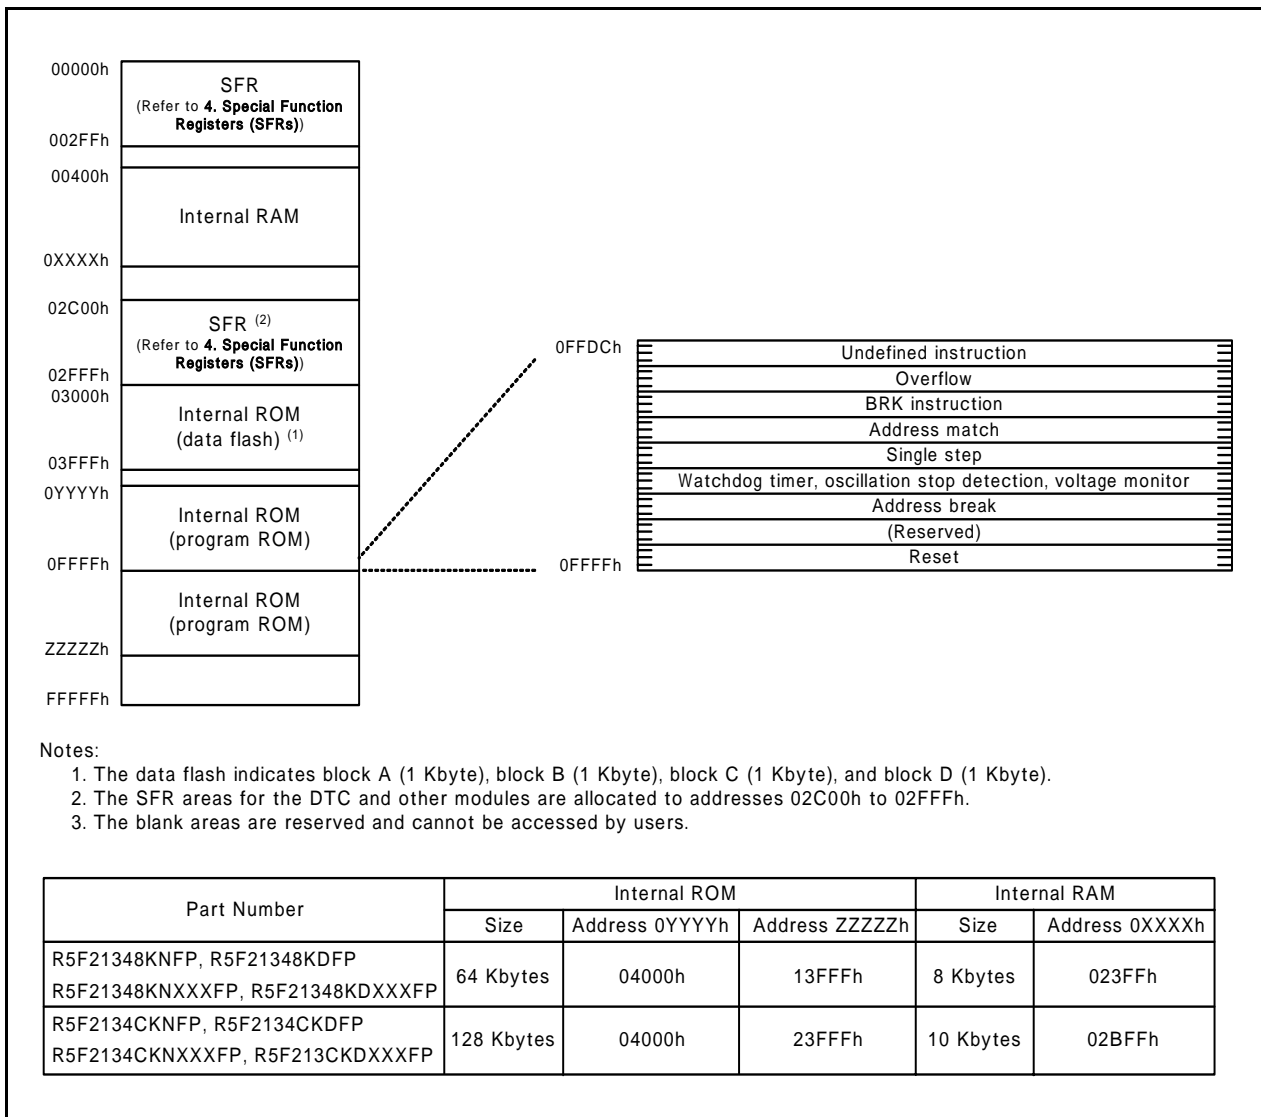 00000h
SFR
(Refer to 4. Special Function
Registers (SFRs))
002FFh
00400h
Internal RAM
0XXXXh
02C00h
SFR (2)
(Refer to 4. Special Function
Registers (SFRs))
02FFFh
03000h
Internal ROM
(data flash) (1)
03FFFh
0YYYYh
Internal ROM
(program ROM)
0FFFFh
Internal ROM
(program ROM)
ZZZZZh
FFFFFh
0FFDCh
Undefined instruction
Overflow
BRK instruction
Address match
Single step
Watchdog timer, oscillation stop detection, voltage monitor
Address break
(Reserved)
0FFFFh
Reset
Notes:
1. The data flash indicates block A (1 Kbyte), block B (1 Kbyte), block C (1 Kbyte), and block D (1 Kbyte).
2. The SFR areas for the DTC and other modules are allocated to addresses 02C00h to 02FFFh.
3. The blank areas are reserved and cannot be accessed by users.
Part Number Internal ROM Internal RAM
Size Address 0YYYYh Address ZZZZZh Size Address 0XXXXh
R5F21348KNFP, R5F21348KDFP
R5F21348KNXXXFP, R5F21348KDXXXFP
64 Kbytes 04000h 13FFFh 8 Kbytes 023FFh
R5F2134CKNFP, R5F2134CKDFP
R5F2134CKNXXXFP, R5F213CKDXXXFP
128 Kbytes 04000h 23FFFh 10 Kbytes 02BFFh